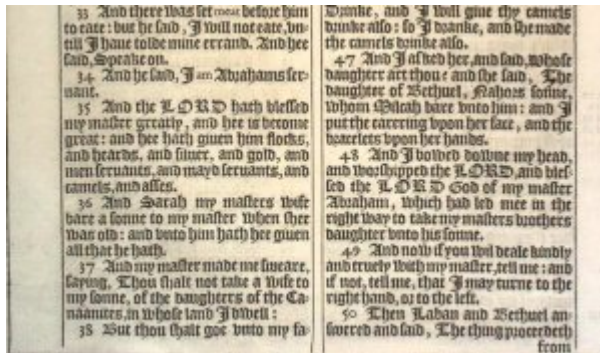 33 And there was set meat before him
to eate: but he said, I will not eate, vn-
till I haue tolde mine errand. And hee
said, Speake on.
34 And he said, I am Abrahams ser-
uant.
35 And the LORD hath blessed
my master greatly, and hee is become
great: and hee hath giuen him flocks,
and heards, and siluer, and gold, and
men seruants, and mayd seruants, and
camels, and asses.
36 And Sarah my masters wife
bare a sonne to my master when shee
was old: and vnto him hath hee giuen
all that he hath.
37 And my master made me sweare,
saying, Thou shalt not take a wife to
my sonne, of the daughters of the Ca-
naanites, in whose land I dwell:
38 But thou shalt goe vnto my fa-
Drinke, and I will giue thy camels
drinke also: so I dranke, and she made
the camels drinke also.
47 And I asked her, and said, whose
daughter art thou? and she said, The
daughter of Bethuel, Nahors sonne,
whom Milcah bare vnto him: and I
put the earering vpon her face, and the
bracelets vpon her hands.
48 And I bowed downe my head,
and worshipped the LORD, and bles-
sed the LORD God of my master
Abraham, which had led mee in the
right way to take my masters brothers
daughter vnto his sonne.
49 And now if you wil deale kindly
and truely with my master, tell me: and
if not, tell me, that I may turne to the
right hand, or to the left.
50 Then Laban and Bethuel an-
swered and said, The thing proceedeth
from